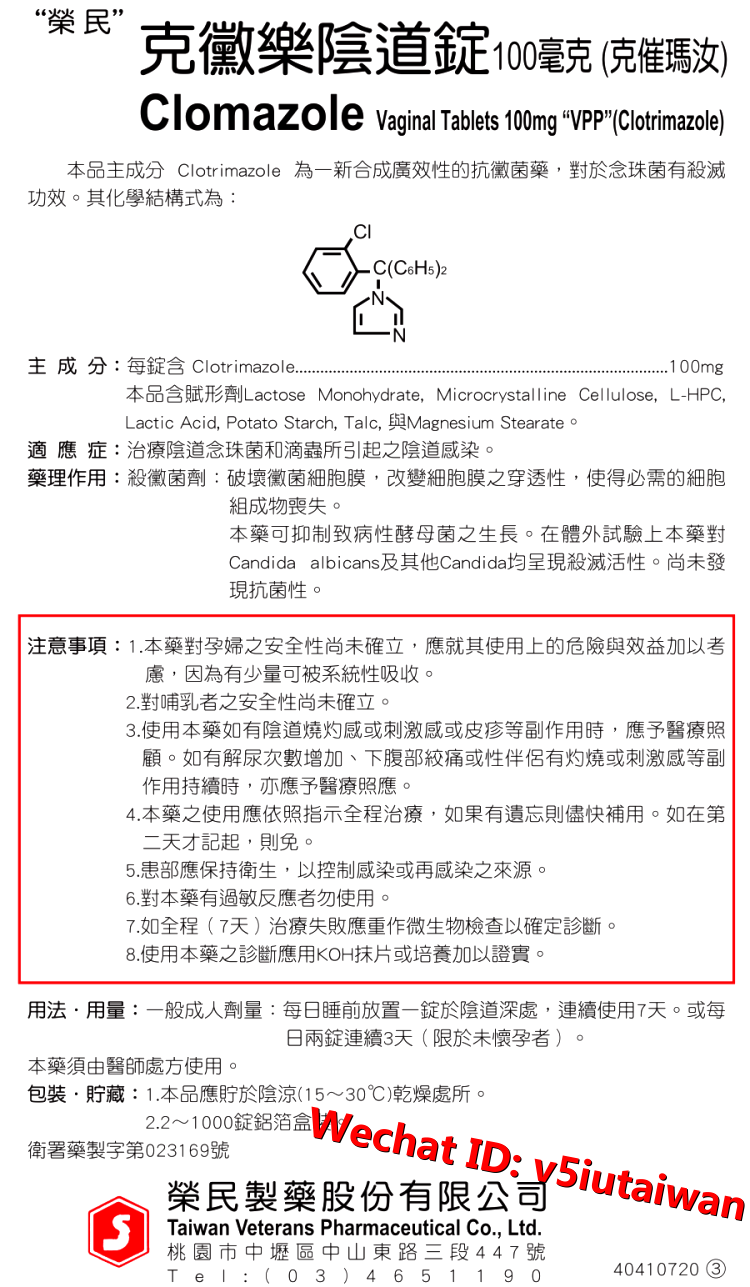 “榮民”
克黴樂陰道錠100毫克 (克催瑪汝)
Clomazole Vaginal Tablets 100mg “VPP”(Clotrimazole)
本品主成分 Clotrimazole 為一新合成廣效性的抗黴菌藥，對於念珠菌有殺滅
功效。其化學結構式為：
Cl
C(C6H5)2
N
N
主 成 分：每錠含 Clotrimazole.........................................................................................100mg
本品含賦形劑Lactose Monohydrate, Microcrystalline Cellulose, L-HPC,
Lactic Acid, Potato Starch, Talc, 與Magnesium Stearate。
適 應 症：治療陰道念珠菌和滴蟲所引起之陰道感染。
藥理作用：殺黴菌劑：破壞黴菌細胞膜，改變細胞膜之穿透性，使得必需的細胞
組成物喪失。
本藥可抑制致病性酵母菌之生長。在體外試驗上本藥對
Candida albicans及其他Candida均呈現殺滅活性。尚未發
現抗菌性。
注意事項：1.本藥對孕婦之安全性尚未確立，應就其使用上的危險與效益加以考
慮，因為有少量可被系統性吸收。
2.對哺乳者之安全性尚未確立。
3.使用本藥如有陰道燒灼感或刺激感或皮疹等副作用時，應予醫療照
顧。如有解尿次數增加、下腹部絞痛或性伴侶有灼燒或刺激感等副
作用持續時，亦應予醫療照應。
4.本藥之使用應依照指示全程治療，如果有遺忘則儘快補用。如在第
二天才記起，則免。
5.患部應保持衛生，以控制感染或再感染之來源。
6.對本藥有過敏反應者勿使用。
7.如全程（7天）治療失敗應重作微生物檢查以確定診斷。
8.使用本藥之診斷應用KOH抹片或培養加以證實。
用法．用量：一般成人劑量：每日睡前放置一錠於陰道深處，連續使用7天。或每
日兩錠連續3天（限於未懷孕者）。
本藥須由醫師處方使用。
包裝．貯藏：1.本品應貯於陰涼(15～30℃)乾燥處所。
2.2～1000錠鋁箔盒裝。
Wechat ID: v5iutaiwan
衛署藥製字第023169號
榮民製藥股份有限公司
Taiwan Veterans Pharmaceutical Co., Ltd.
桃園市中壢區中山東路三段447號
Tel:(03)4651190
40410720 ③